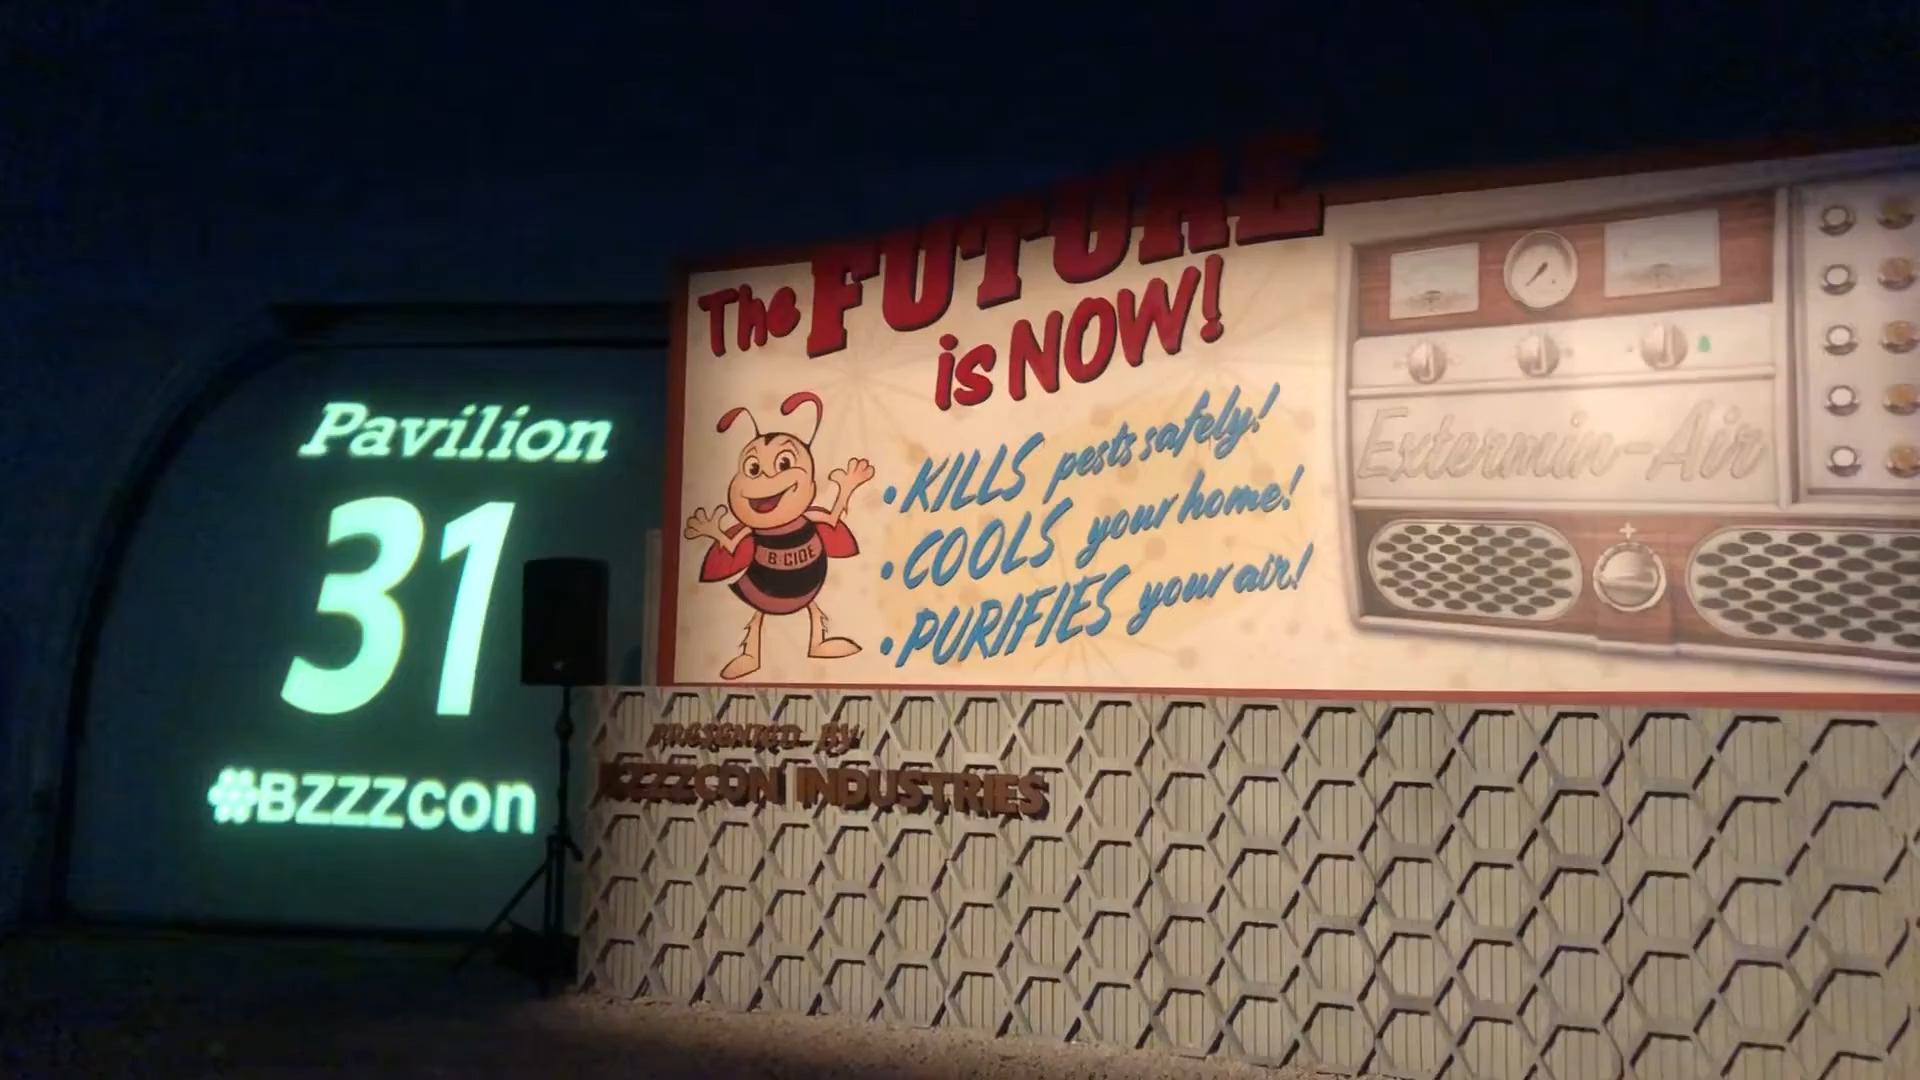 Pavilion
31
#BZZZcon
The FUTURE
is NOW!
B-CIDE
• KILLS pests safely!
• COOLS your home!
• PURIFIES your air!
Extermin-Air
PRESENTED BY
BZZZCON INDUSTRIES